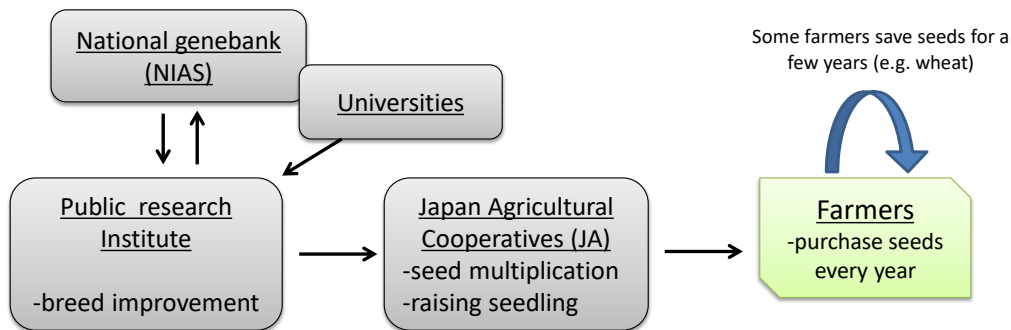 National genebank
(NIAS)
Universities
Some farmers save seeds for a
few years (e.g. wheat)
Public research
Institute
-breed improvement
Japan Agricultural
Cooperatives (JA)
-seed multiplication
-raising seedling
Farmers
-purchase seeds
every year